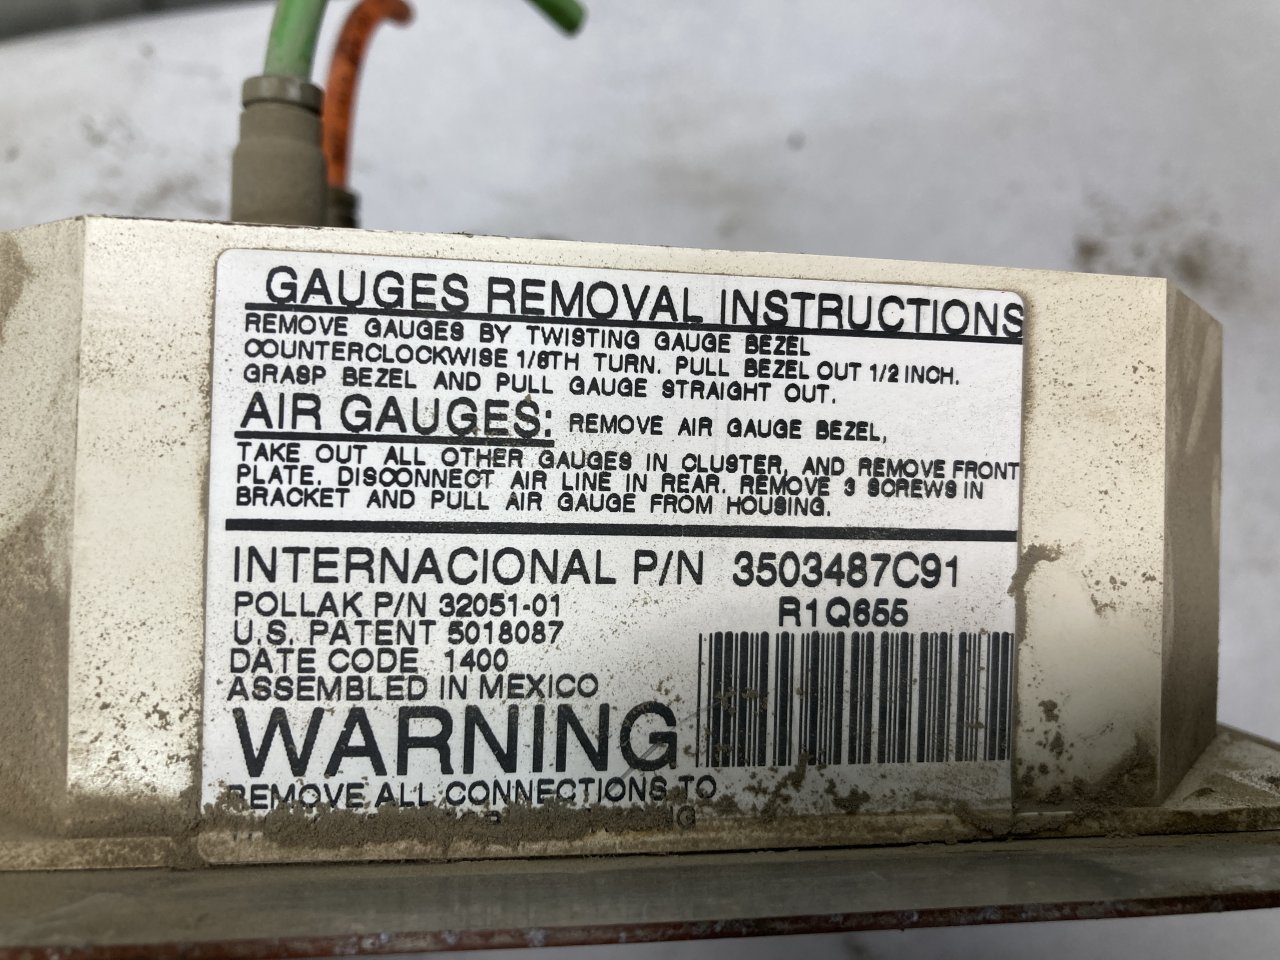 GAUGES REMOVAL INSTRUCTIONS
REMOVE GAUGES BY TWISTING GAUGE BEZEL
COUNTERCLOCKWISE 1/8TH TURN. PULL BEZEL OUT 1/2 INCH.
GRASP BEZEL AND PULL GAUGE STRAIGHT OUT.
AIR GAUGES: REMOVE AIR GAUGE BEZEL,
TAKE OUT ALL OTHER GAUGES IN CLUSTER, AND REMOVE FRONT
PLATE. DISCONNECT AIR LINE IN REAR. REMOVE 3 SCREWS IN
BRACKET AND PULL AIR GAUGE FROM HOUSING.
INTERNACIONAL P/N 3503487C91
POLLAK P/N 32051-01 R1Q655
U.S. PATENT 5018087
DATE CODE 1400
ASSEMBLED IN MEXICO
WARNING
REMOVE ALL CONNECTIONS TO